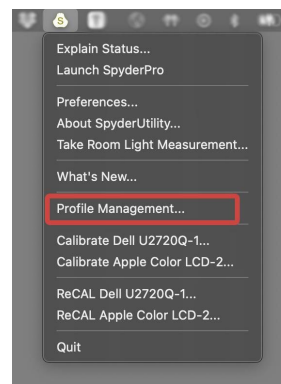 S
Explain Status...
Launch SpyderPro
Preferences...
About SpyderUtility...
Take Room Light Measurement...
What's New...
Profile Management...
Calibrate Dell U2720Q-1...
Calibrate Apple Color LCD-2...
ReCAL Dell U2720Q-1...
ReCAL Apple Color LCD-2...
Quit